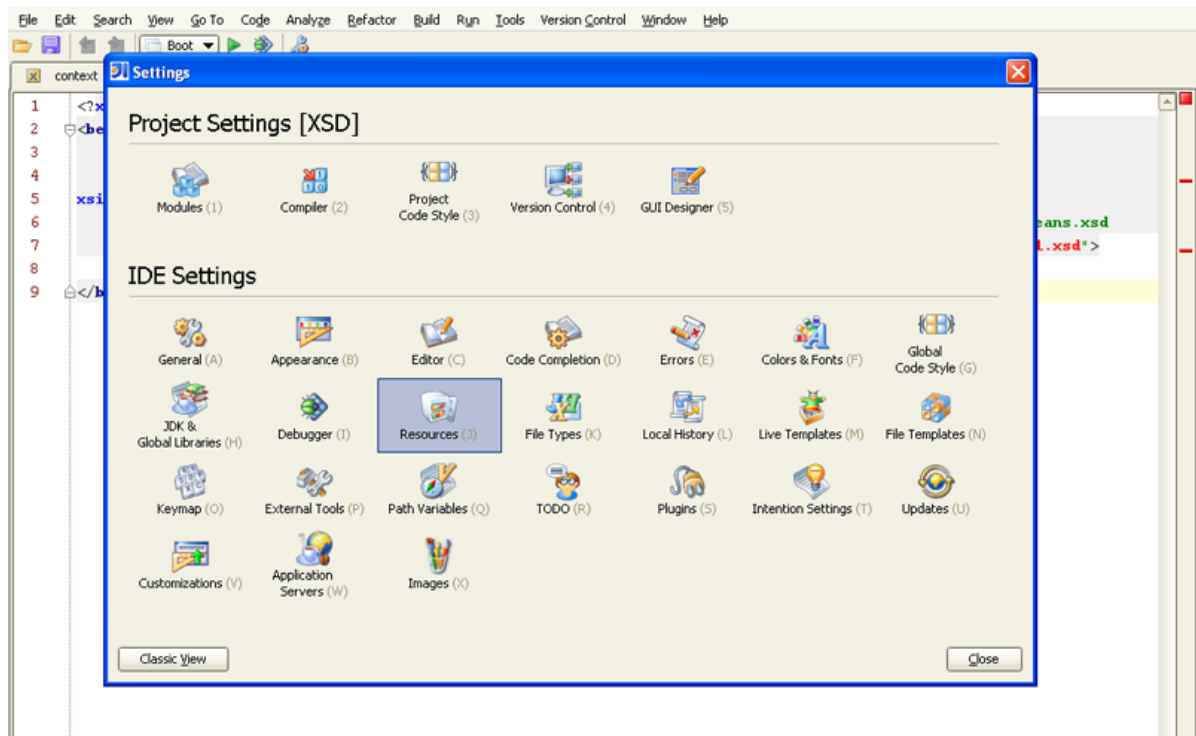 File Edit Search View Go To Code Analyze Refactor Build Run Tools Version Control Window Help
Boot
context
Settings
1 <?x
2 <be
3
4
5 xsi
6 eans.xsd
7 l.xsd">
8
9 </b
Project Settings [XSD]
Modules (1) Compiler (2) Project Code Style (3) Version Control (4) GUI Designer (5)
IDE Settings
General (A) Appearance (B) Editor (C) Code Completion (D) Errors (E) Colors & Fonts (F) Global Code Style (G)
JDK & Global Libraries (H) Debugger (I) Resources (J) File Types (K) Local History (L) Live Templates (M) File Templates (N)
Keymap (O) External Tools (P) Path Variables (Q) TODO (R) Plugins (S) Intention Settings (T) Updates (U)
Customizations (V) Application Servers (W) Images (X)
Classic View Close